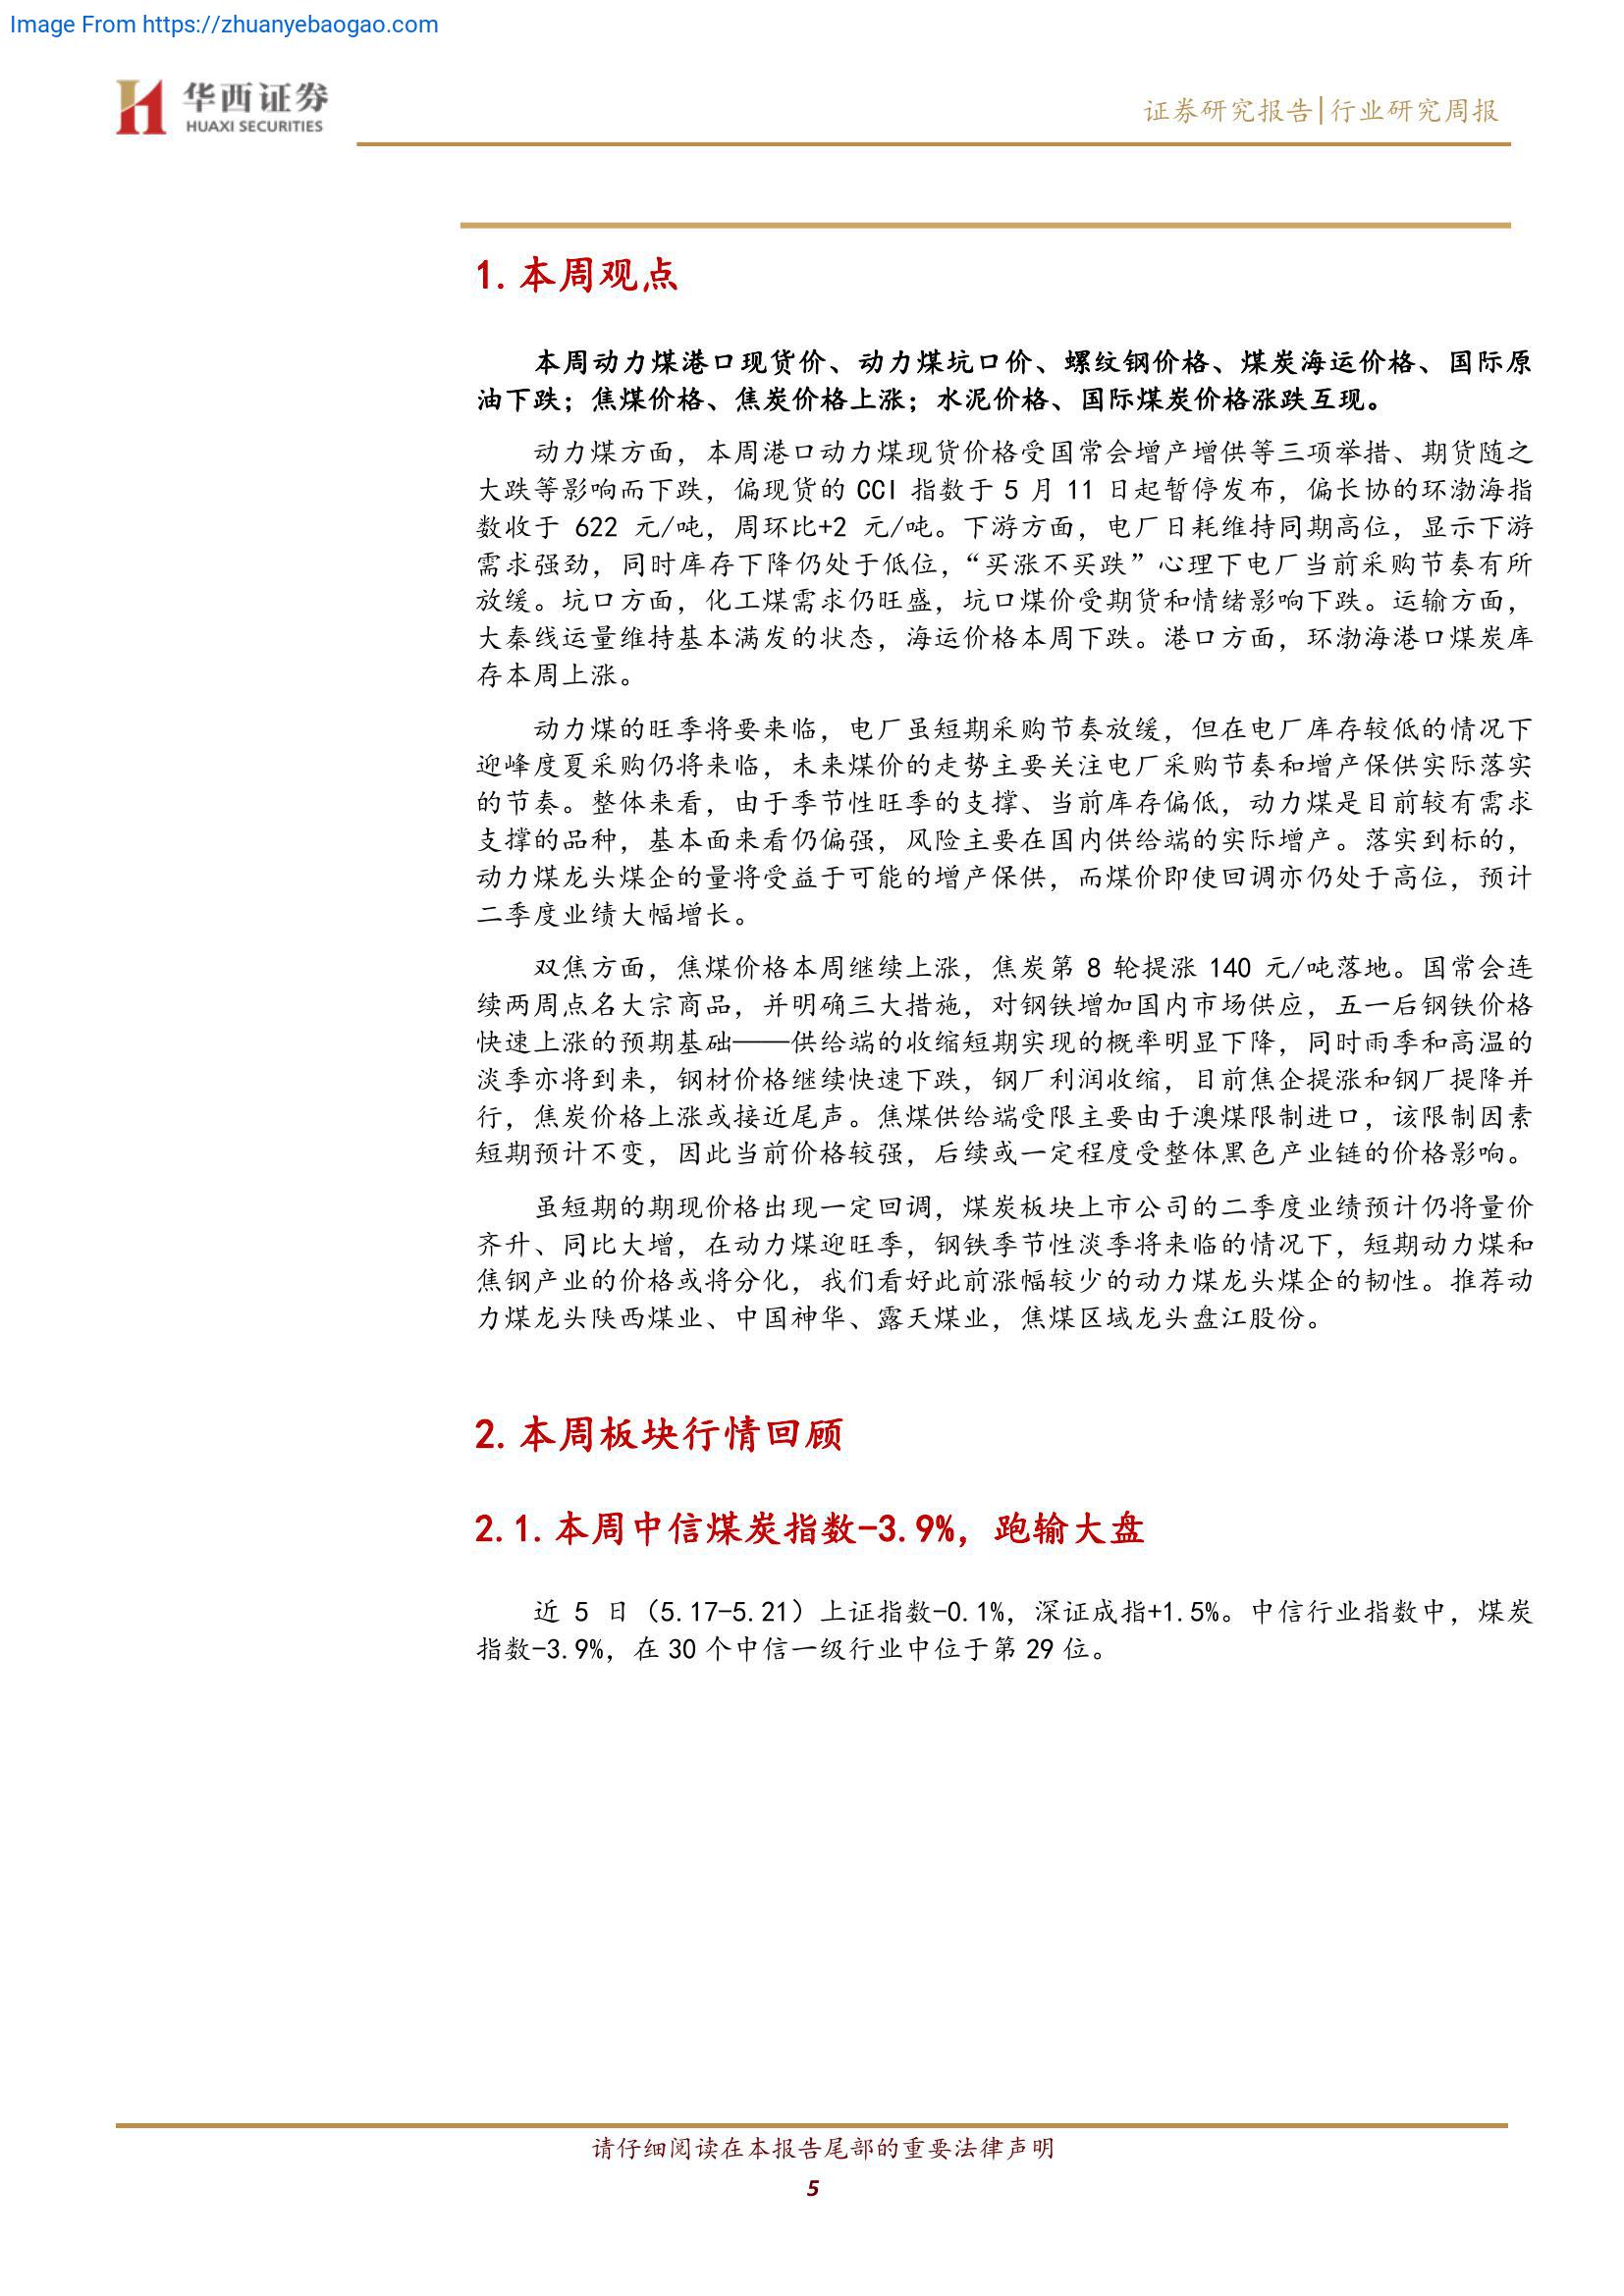 Image From https://zhuanyebaogao.com
华西证券
HUAXI SECURITIES
证券研究报告|行业研究周报
1.本周观点
本周动力煤港口现货价、动力煤坑口价、螺纹钢价格、煤炭海运价格、国际原
油下跌；焦煤价格、焦炭价格上涨；水泥价格、国际煤炭价格涨跌互现。
动力煤方面，本周港口动力煤现货价格受国常会增产增供等三项举措、期货随之
大跌等影响而下跌，偏现货的 CCI 指数于 5 月 11 日起暂停发布，偏长协的环渤海指
数收于 622 元/吨，周环比+2 元/吨。下游方面，电厂日耗维持同期高位，显示下游
需求强劲，同时库存下降仍处于低位，“买涨不买跌”心理下电厂当前采购节奏有所
放缓。坑口方面，化工煤需求仍旺盛，坑口煤价受期货和情绪影响下跌。运输方面，
大秦线运量维持基本满发的状态，海运价格本周下跌。港口方面，环渤海港口煤炭库
存本周上涨。
动力煤的旺季将要来临，电厂虽短期采购节奏放缓，但在电厂库存较低的情况下
迎峰度夏采购仍将来临，未来煤价的走势主要关注电厂采购节奏和增产保供实际落实
的节奏。整体来看，由于季节性旺季的支撑、当前库存偏低，动力煤是目前较有需求
支撑的品种，基本面来看仍偏强，风险主要在国内供给端的实际增产。落实到标的，
动力煤龙头煤企的量将受益于可能的增产保供，而煤价即使回调亦仍处于高位，预计
二季度业绩大幅增长。
双焦方面，焦煤价格本周继续上涨，焦炭第 8 轮提涨 140 元/吨落地。国常会连
续两周点名大宗商品，并明确三大措施，对钢铁增加国内市场供应，五一后钢铁价格
快速上涨的预期基础——供给端的收缩短期实现的概率明显下降，同时雨季和高温的
淡季亦将到来，钢材价格继续快速下跌，钢厂利润收缩，目前焦企提涨和钢厂提降并
行，焦炭价格上涨或接近尾声。焦煤供给端受限主要由于澳煤限制进口，该限制因素
短期预计不变，因此当前价格较强，后续或一定程度受整体黑色产业链的价格影响。
虽短期的期现价格出现一定回调，煤炭板块上市公司的二季度业绩预计仍将量价
齐升、同比大增，在动力煤迎旺季，钢铁季节性淡季将来临的情况下，短期动力煤和
焦钢产业的价格或将分化，我们看好此前涨幅较少的动力煤龙头煤企的韧性。推荐动
力煤龙头陕西煤业、中国神华、露天煤业，焦煤区域龙头盘江股份。
2.本周板块行情回顾
2.1.本周中信煤炭指数-3.9%，跑输大盘
近 5 日（5.17-5.21）上证指数-0.1%，深证成指+1.5%。中信行业指数中，煤炭
指数-3.9%，在 30 个中信一级行业中位于第 29 位。
请仔细阅读在本报告尾部的重要法律声明
5